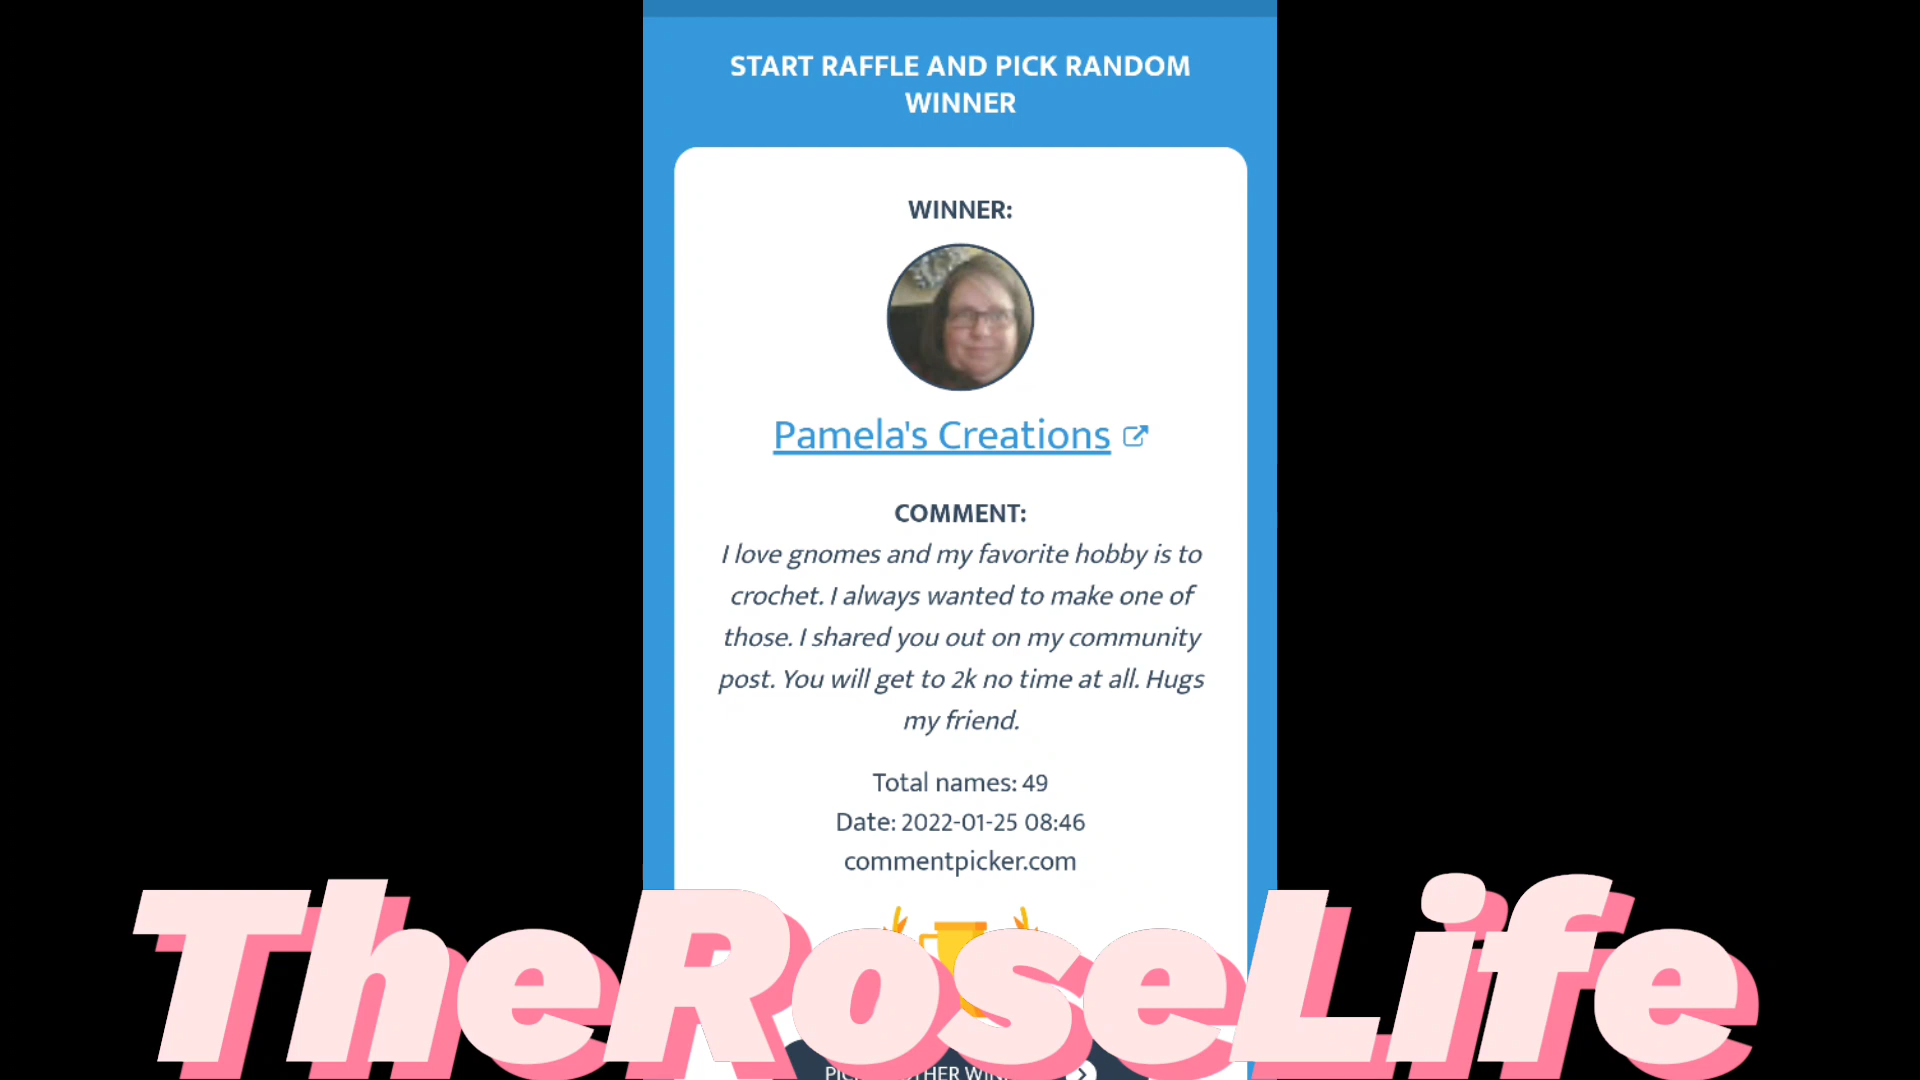 START RAFFLE AND PICK RANDOM
WINNER
WINNER:
Pamela's Creations
COMMENT:
I love gnomes and my favorite hobby is to
crochet. I always wanted to make one of
those. I shared you out on my community
post. You will get to 2k no time at all. Hugs
my friend.
Total names: 49
Date: 2022-01-25 08:46
commentpicker.com
TheRoseLife